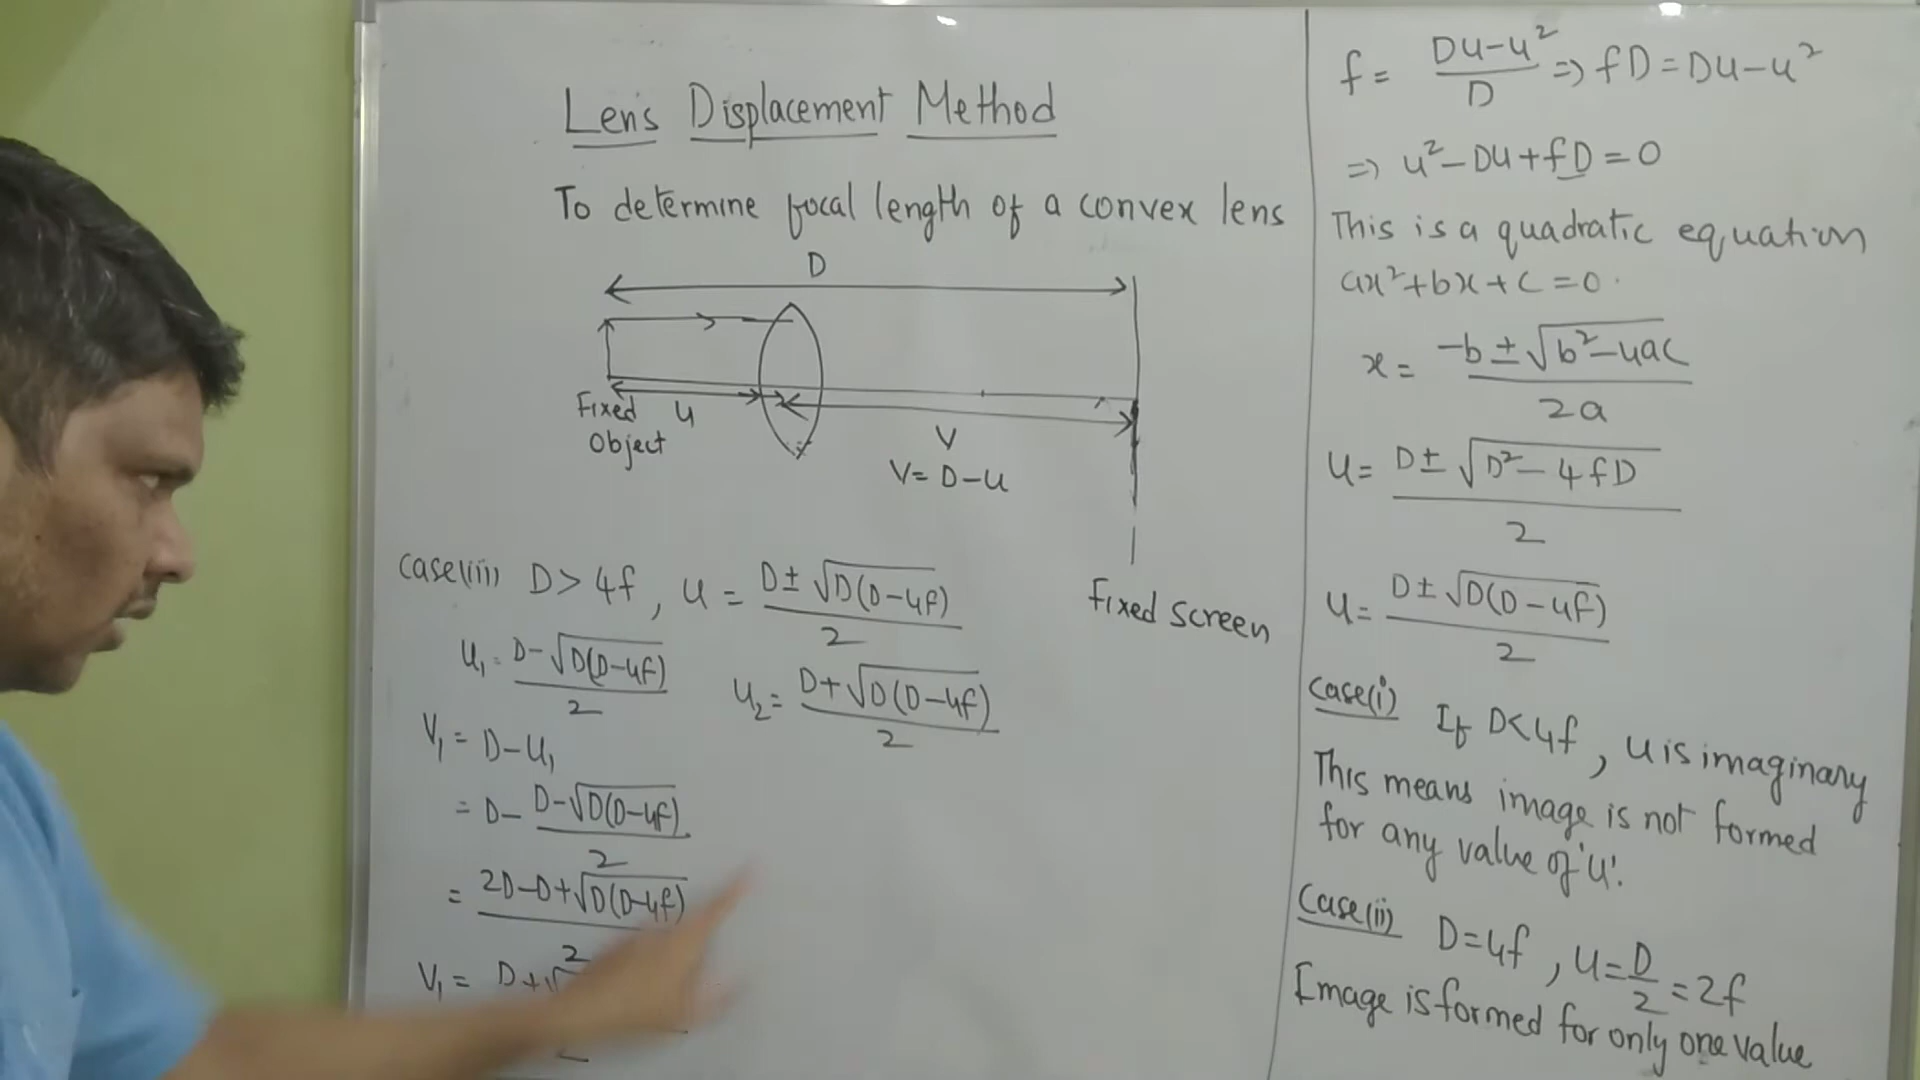 Lens Displacement Method
To determine focal length of a convex lens
D
Fixed Object
u
V
V = D-u
Fixed Screen
Case(iii) D > 4f, u = D ± √D(D-4f) / 2
u₁ = D - √D(D-4f) / 2
u₂ = D + √D(D-4f) / 2
V₁ = D - u₁
= D - D - √D(D-4f) / 2
= 2D - D + √D(D-4f) / 2
V₁ = D + √ / 2
f = Du - u² / D => fD = Du - u²
=> u² - Du + fD = 0
This is a quadratic equation
ax² + bx + c = 0.
x = -b ± √b² - 4ac / 2a
u = D ± √D² - 4fD / 2
u = D ± √D(D-4f) / 2
Case(i) If D < 4f, u is imaginary
This means image is not formed
for any value of 'u'.
Case(ii) D = 4f, u = D/2 = 2f
Image is formed for only one value